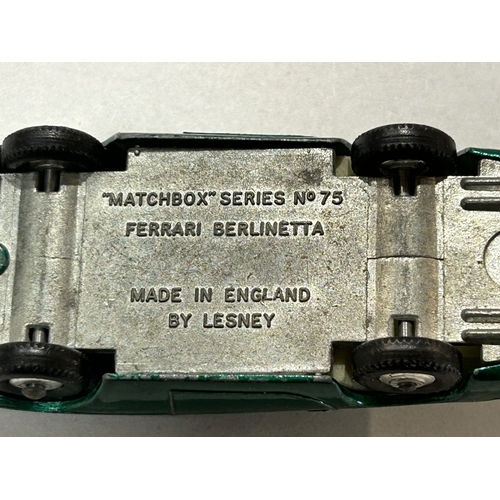 "MATCHBOX" SERIES Nº 75
FERRARI BERLINETTA
MADE IN ENGLAND
BY LESNEY